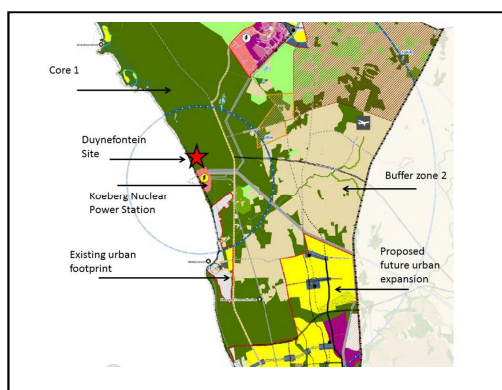 Core 1
Duynefontein
Site
Koeberg Nuclear
Power Station
Buffer zone 2
Existing urban
footprint
Proposed
future urban
expansion